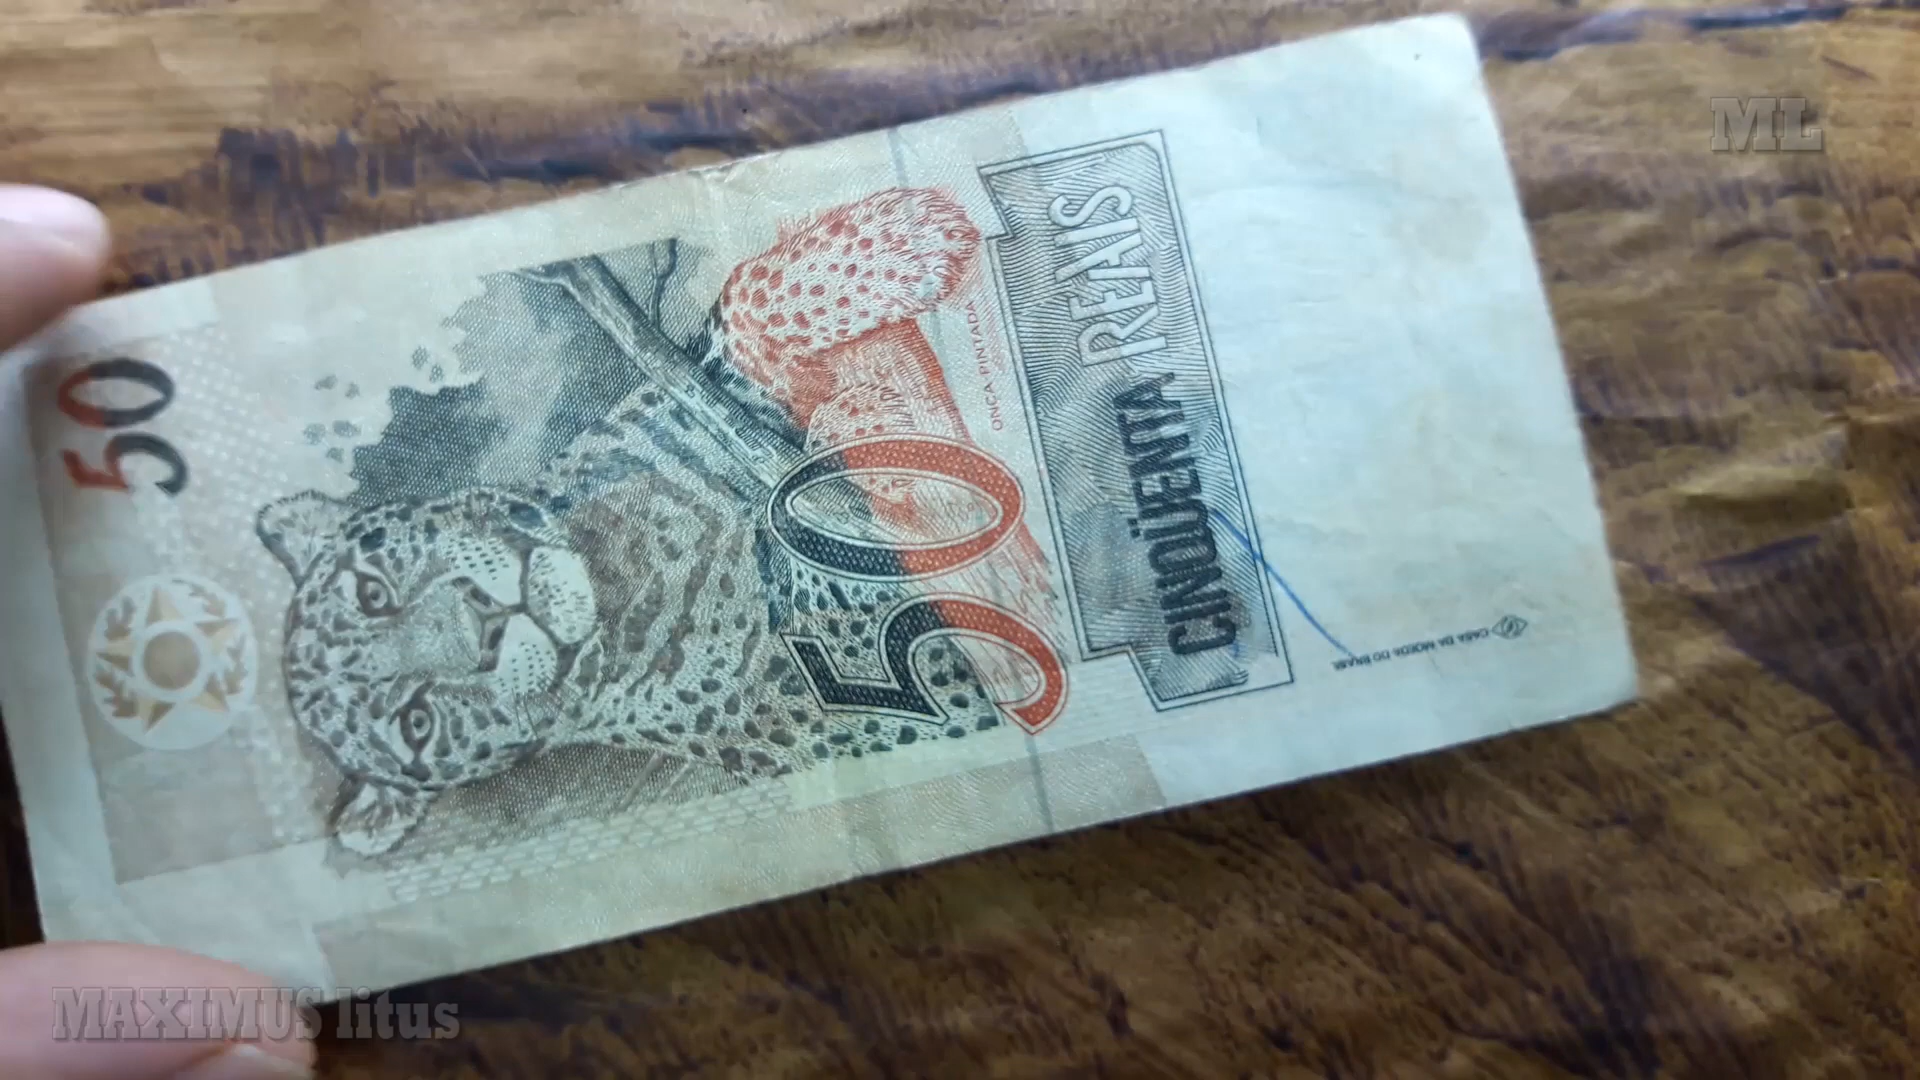 50
ONÇA PINTADA
50
CINQÜENTA REAIS
CASA DA MOEDA DO BRASIL
ML
MAXIMUS litus